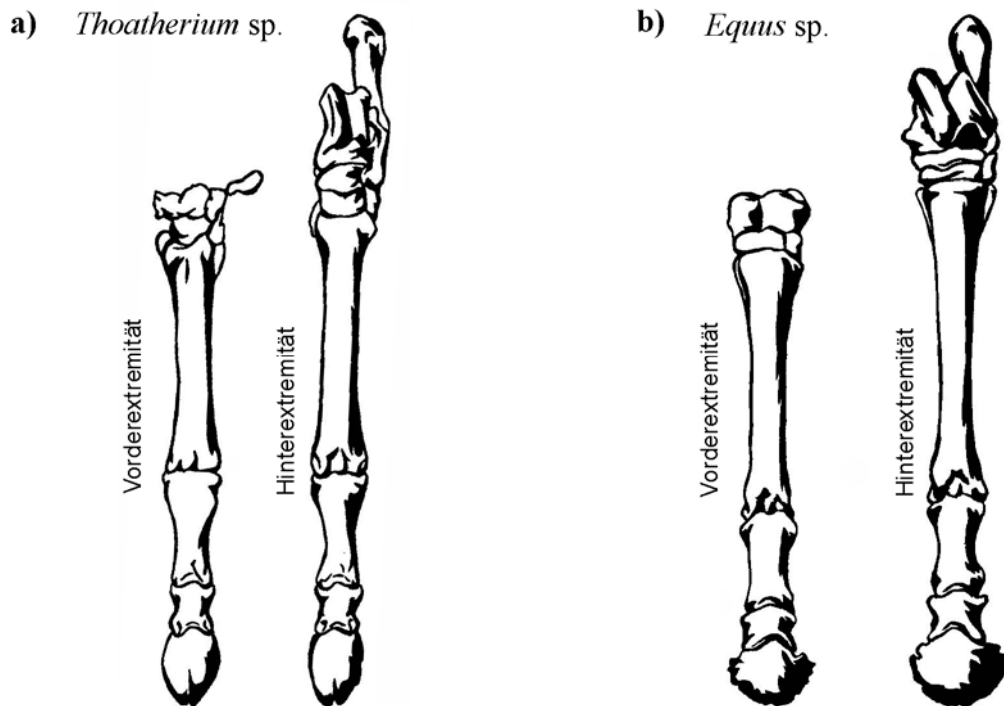 a) Thoatherium sp.
b) Equus sp.
Vorderextremität
Hinterextremität
Vorderextremität
Hinterextremität